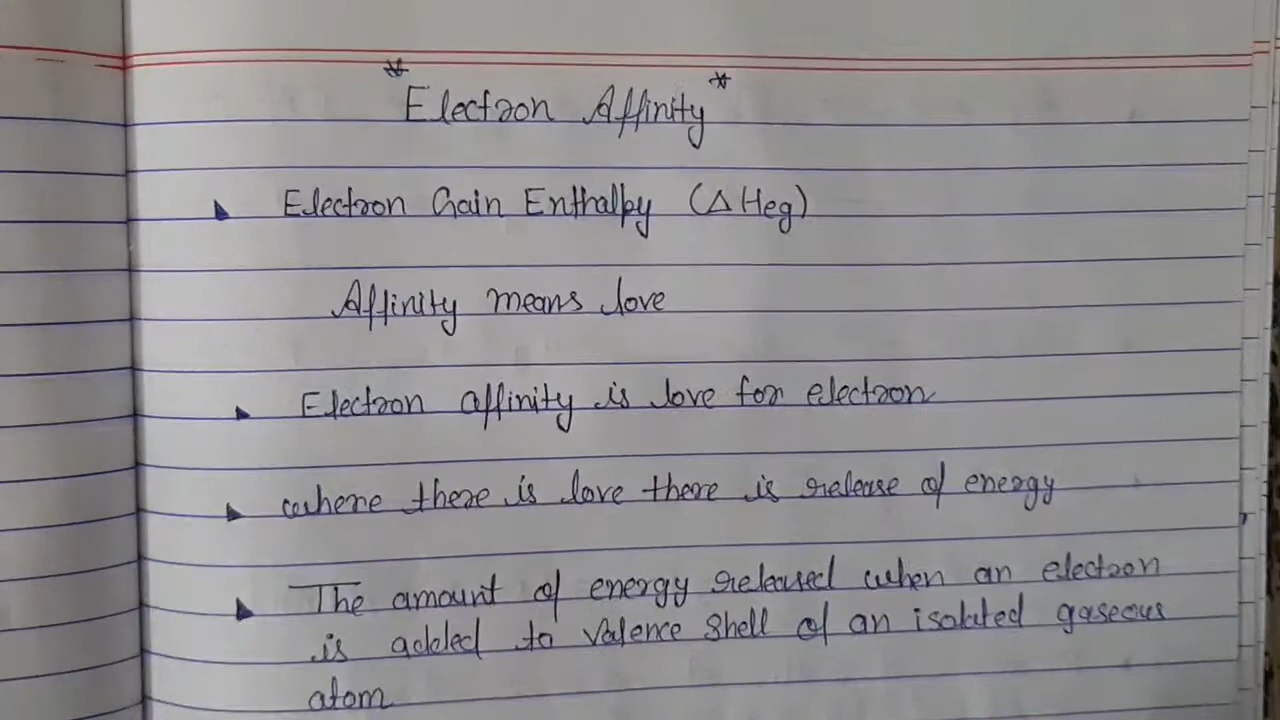 * Electron Affinity *
Electron Gain Enthalpy (Δ Heg)
Affinity means love
Electron affinity is love for electron
where there is love there is release of energy
The amount of energy released when an electron
is added to valence shell of an isolated gaseous
atom